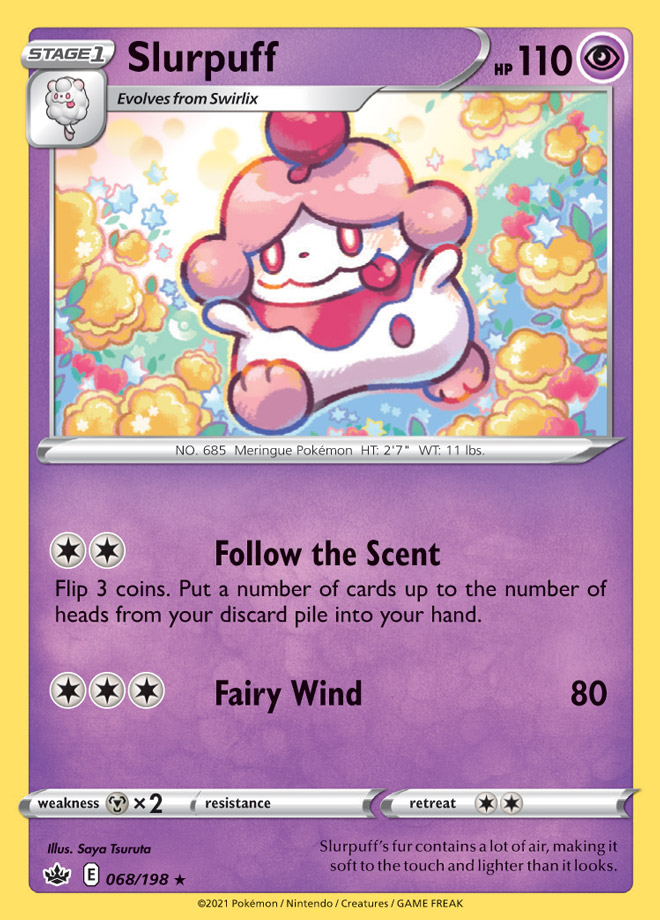 STAGE 1
Slurpuff
HP 110
Evolves from Swirlix
NO. 685 Meringue Pokémon HT: 2'7" WT: 11 lbs.
Follow the Scent
Flip 3 coins. Put a number of cards up to the number of
heads from your discard pile into your hand.
Fairy Wind 80
weakness ×2 resistance retreat
Illus. Saya Tsuruta
Slurpuff's fur contains a lot of air, making it
soft to the touch and lighter than it looks.
E 068/198 ★
©2021 Pokémon / Nintendo / Creatures / GAME FREAK